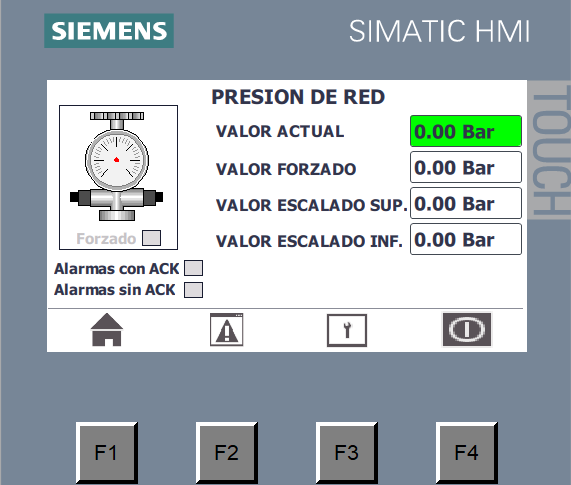 SIEMENS
SIMATIC HMI
TOUCH
PRESION DE RED
VALOR ACTUAL 0.00 Bar
VALOR FORZADO 0.00 Bar
VALOR ESCALADO SUP. 0.00 Bar
VALOR ESCALADO INF. 0.00 Bar
Forzado
Alarmas con ACK
Alarmas sin ACK
F1 F2 F3 F4